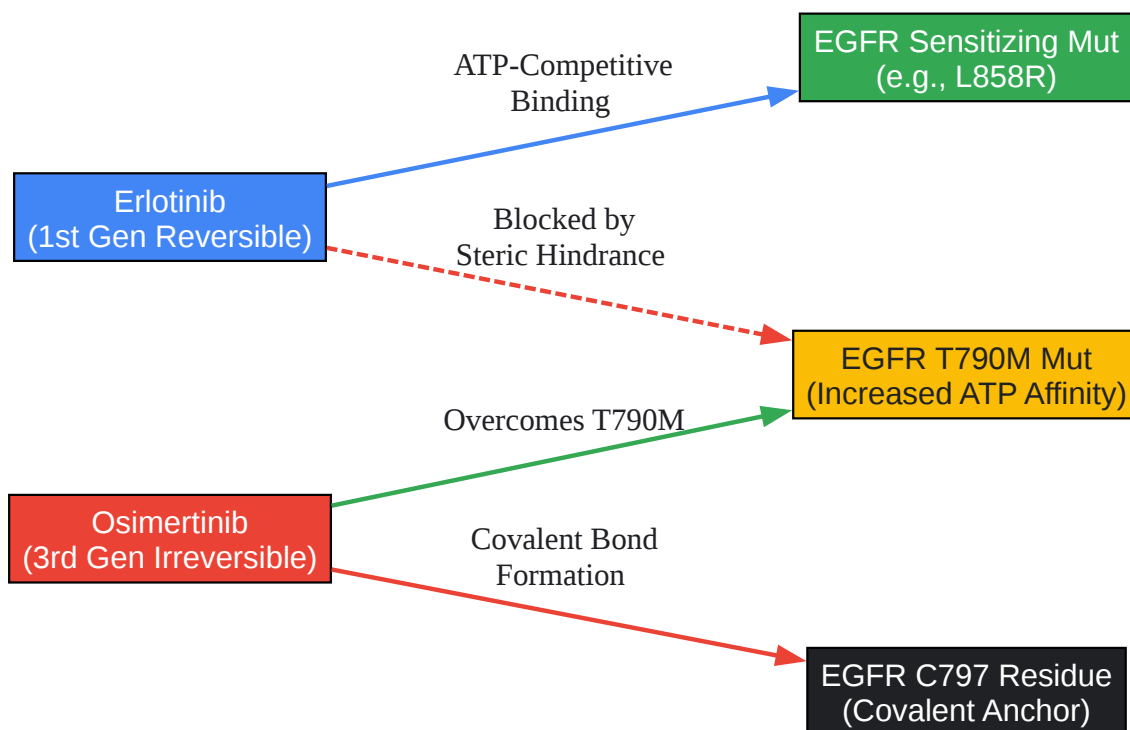 EGFR Sensitizing Mut
(e.g., L858R)
ATP-Competitive
Binding
Erlotinib
(1st Gen Reversible)
Blocked by
Steric Hindrance
EGFR T790M Mut
(Increased ATP Affinity)
Overcomes T790M
Osimertinib
(3rd Gen Irreversible)
Covalent Bond
Formation
EGFR C797 Residue
(Covalent Anchor)